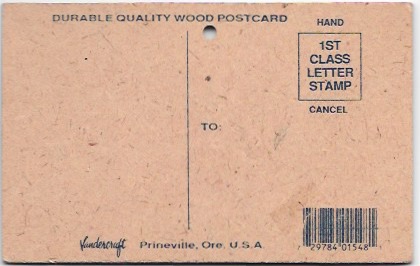 DURABLE QUALITY WOOD POSTCARD
HAND
1ST
CLASS
LETTER
STAMP
CANCEL
TO:
Prineville, Ore. U.S.A.
29784 01548